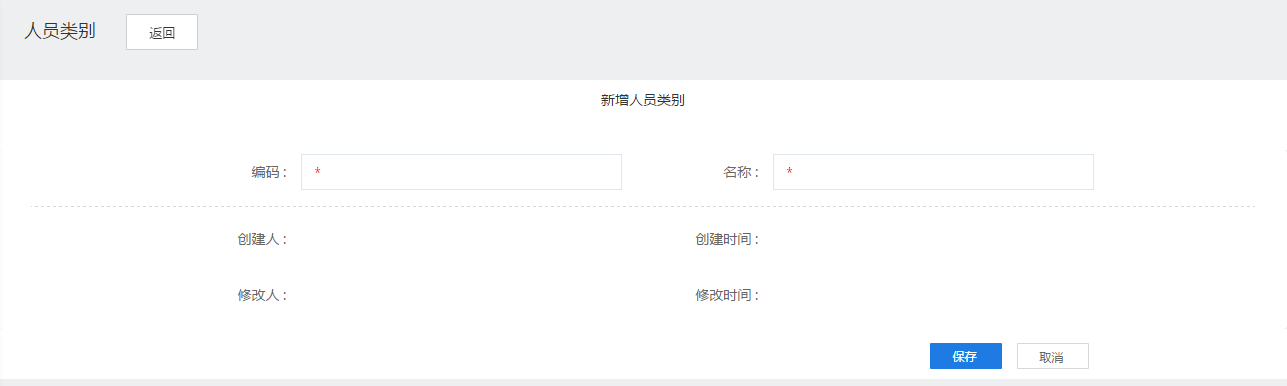 人员类别 返回
新增人员类别
编码： * 名称： *
创建人： 创建时间：
修改人： 修改时间：
保存 取消